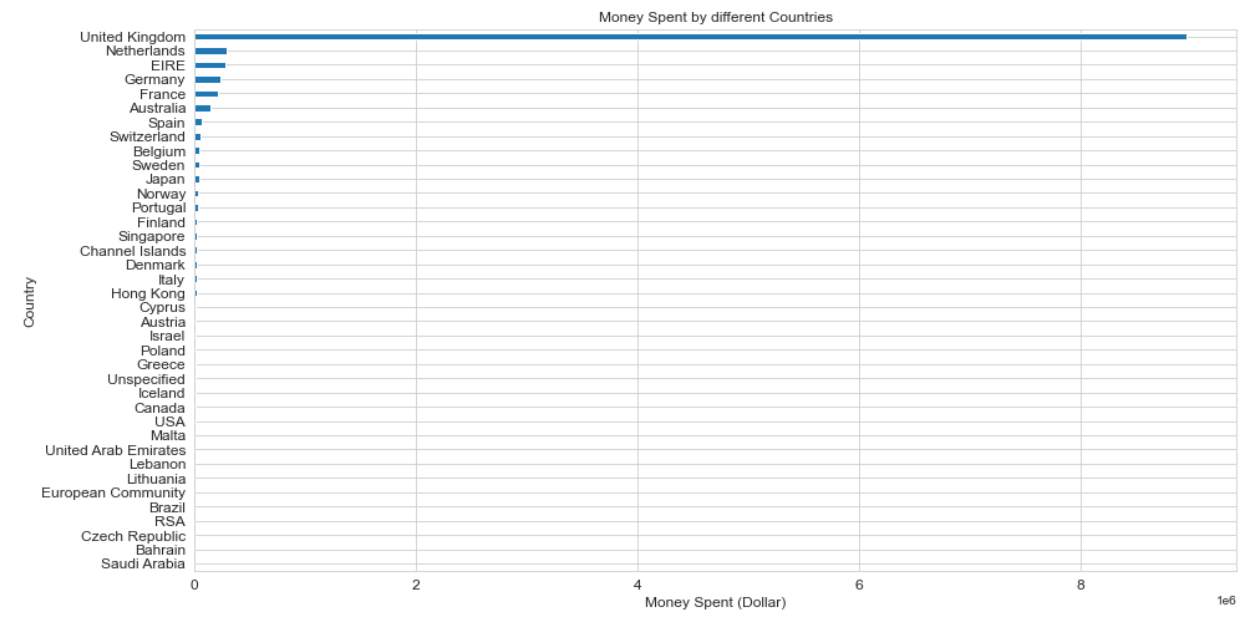 Money Spent by different Countries
United Kingdom
Netherlands
EIRE
Germany
France
Australia
Spain
Switzerland
Belgium
Sweden
Japan
Norway
Portugal
Finland
Singapore
Channel Islands
Denmark
Italy
Hong Kong
Cyprus
Austria
Israel
Poland
Greece
Unspecified
Iceland
Canada
USA
Malta
United Arab Emirates
Lebanon
Lithuania
European Community
Brazil
RSA
Czech Republic
Bahrain
Saudi Arabia
Country
0 2 4 6 8
Money Spent (Dollar)
1e6